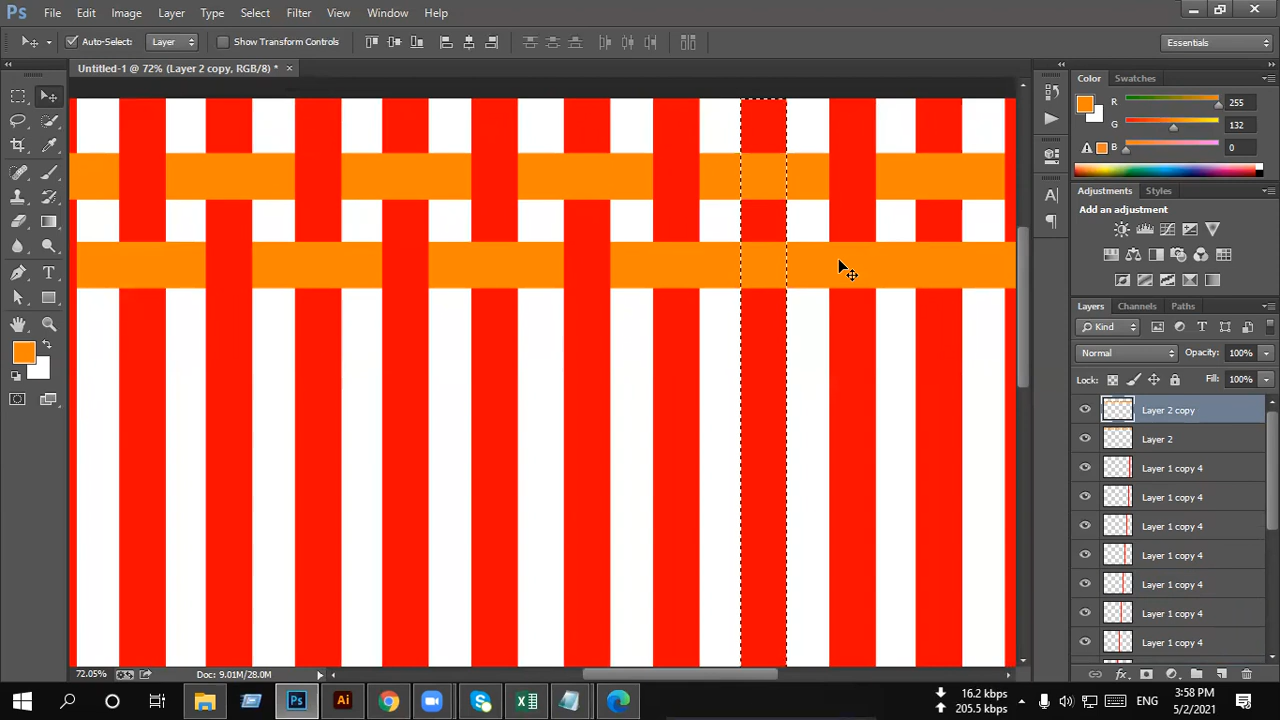 Ps File Edit Image Layer Type Select Filter 3D View Window Help
Auto-Select: Layer Show Transform Controls Essentials
Untitled-1 @ 72% (Layer 2 copy, RGB/8) * ×
Color Swatches
R 255
G 132
B 0
Adjustments Styles
Add an adjustment
Layers Channels Paths
Kind
Normal Opacity: 100%
Lock: Fill: 100%
Layer 2 copy
Layer 2
Layer 1 copy 4
Layer 1 copy 4
Layer 1 copy 4
Layer 1 copy 4
Layer 1 copy 4
Layer 1 copy 4
Layer 1 copy 4
72.05% Doc: 9.01M/28.0M
16.2 kbps
205.5 kbps
ENG
3:58 PM
5/2/2021